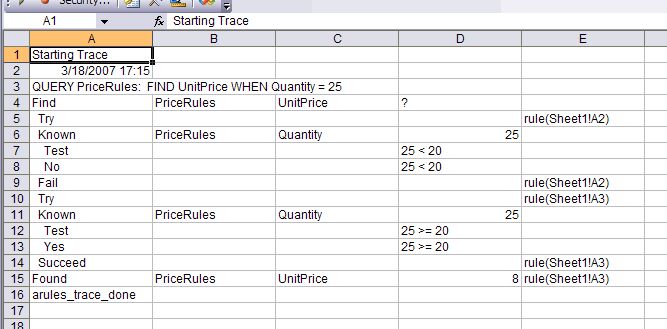 Security...
A1 fx Starting Trace
A B C D E
1 Starting Trace
2 3/18/2007 17:15
3 QUERY PriceRules: FIND UnitPrice WHEN Quantity = 25
4 Find PriceRules UnitPrice ?
5 Try rule(Sheet1!A2)
6 Known PriceRules Quantity 25
7 Test 25 < 20
8 No 25 < 20
9 Fail rule(Sheet1!A2)
10 Try rule(Sheet1!A3)
11 Known PriceRules Quantity 25
12 Test 25 >= 20
13 Yes 25 >= 20
14 Succeed rule(Sheet1!A3)
15 Found PriceRules UnitPrice 8 rule(Sheet1!A3)
16 arules_trace_done
17
18